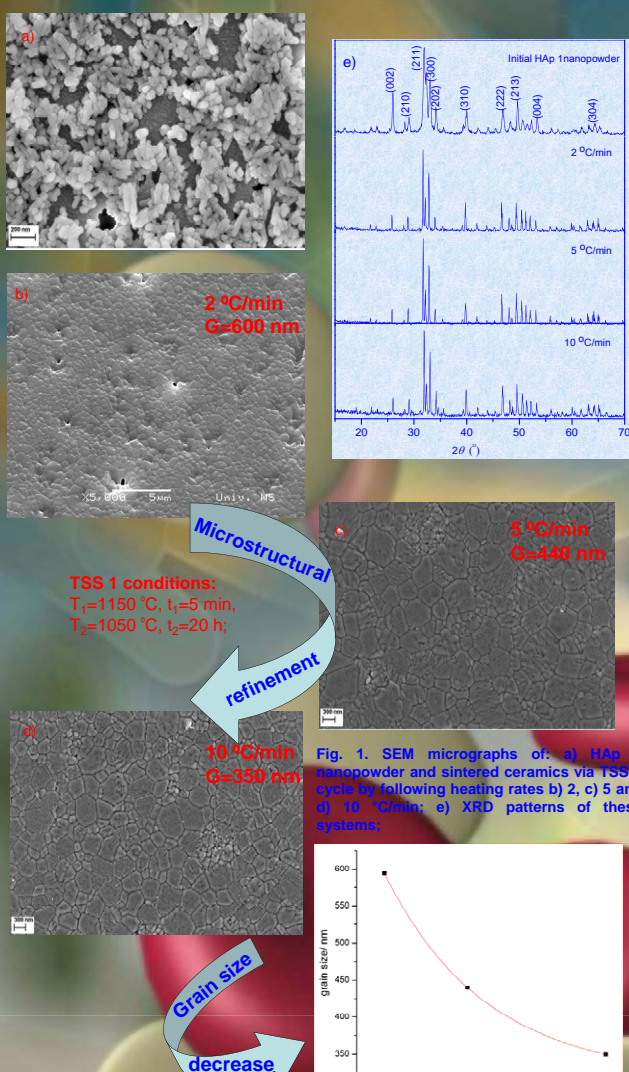 a)
200 nm
e)
Initial HAp 1nanopowder
(002)
(210)
(211)
(300)
(202)
(310)
(222)
(213)
(004)
(304)
2 °C/min
5 °C/min
10 °C/min
20 30 40 50 60 70
2θ (°)
b)
2 ⁰C/min
G=600 nm
X5,000 5µm Univ. NS
Microstructural
refinement
TSS 1 conditions:
T₁=1150 °C, t₁=5 min,
T₂=1050 °C, t₂=20 h;
c)
5 ⁰C/min
G=440 nm
300 nm
d)
10 ⁰C/min
G=350 nm
300 nm
Fig. 1. SEM micrographs of: a) HAp
nanopowder and sintered ceramics via TSS
cycle by following heating rates b) 2, c) 5 an
d) 10 °C/min; e) XRD patterns of thes
systems;
Grain size
decrease
grain size/ nm
600
550
500
450
400
350